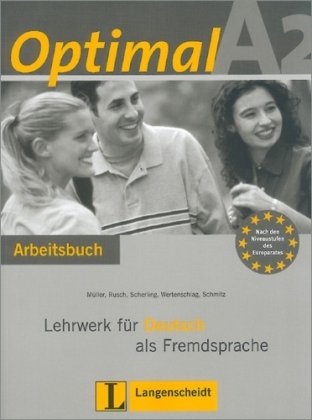 Optimal A2
Nach den
Niveaustufen des
Europarates
Arbeitsbuch
Müller, Rusch, Scherling, Wertenschlag, Schmitz
Lehrwerk für Deutsch
als Fremdsprache
L
Langenscheidt